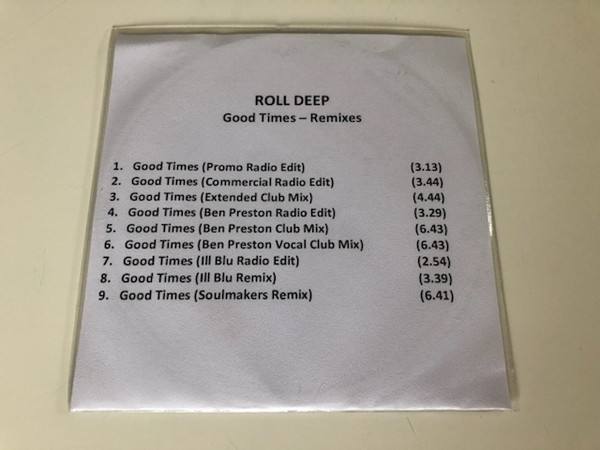 ROLL DEEP
Good Times – Remixes
1. Good Times (Promo Radio Edit) (3.13)
2. Good Times (Commercial Radio Edit) (3.44)
3. Good Times (Extended Club Mix) (4.44)
4. Good Times (Ben Preston Radio Edit) (3.29)
5. Good Times (Ben Preston Club Mix) (6.43)
6. Good Times (Ben Preston Vocal Club Mix) (6.43)
7. Good Times (Ill Blu Radio Edit) (2.54)
8. Good Times (Ill Blu Remix) (3.39)
9. Good Times (Soulmakers Remix) (6.41)